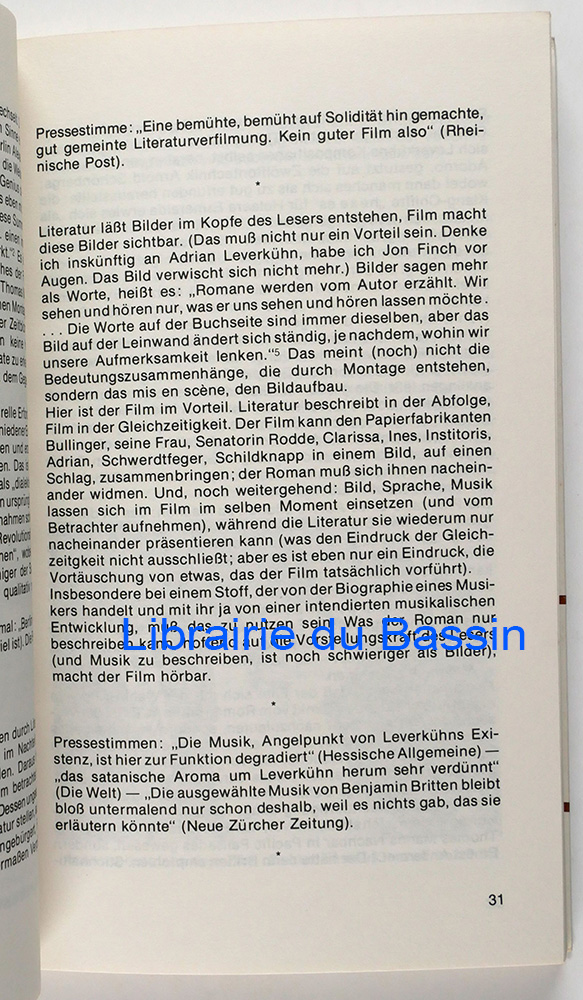 Pressestimme: „Eine bemühte, bemüht auf Solidität hin gemachte,
gut gemeinte Literaturverfilmung. Kein guter Film also“ (Rhei-
nische Post).
*
Literatur läßt Bilder im Kopfe des Lesers entstehen, Film macht
diese Bilder sichtbar. (Das muß nicht nur ein Vorteil sein. Denke
ich inskünftig an Adrian Leverkühn, habe ich Jon Finch vor
Augen. Das Bild verwischt sich nicht mehr.) Bilder sagen mehr
als Worte, heißt es: „Romane werden vom Autor erzählt. Wir
sehen und hören nur, was er uns sehen und hören lassen möchte.
. . . Die Worte auf der Buchseite sind immer dieselben, aber das
Bild auf der Leinwand ändert sich ständig, je nachdem, wohin wir
unsere Aufmerksamkeit lenken.“⁵ Das meint (noch) nicht die
Bedeutungszusammenhänge, die durch Montage entstehen,
sondern das mis en scène, den Bildaufbau.
Hier ist der Film im Vorteil. Literatur beschreibt in der Abfolge,
Film in der Gleichzeitigkeit. Der Film kann den Papierfabrikanten
Bullinger, seine Frau, Senatorin Rodde, Clarissa, Ines, Institoris,
Adrian, Schwerdtfeger, Schildknapp in einem Bild, auf einen
Schlag, zusammenbringen; der Roman muß sich ihnen nachein-
ander widmen. Und, noch weitergehend: Bild, Sprache, Musik
lassen sich im Film im selben Moment einsetzen (und vom
Betrachter aufnehmen), während die Literatur sie wiederum nur
nacheinander präsentieren kann (was den Eindruck der Gleich-
zeitgkeit nicht ausschließt; aber es ist eben nur ein Eindruck, die
Vortäuschung von etwas, das der Film tatsächlich vorführt).
Insbesondere bei einem Stoff, der von der Biographie eines Musi-
kers handelt und mit ihr ja von einer intendierten musikalischen
Entwicklung, muß das zu nutzen sein. Was der Roman nur
beschreiben kann, hoffend auf die Vorstellungskraft des Lesers
(und Musik zu beschreiben, ist noch schwieriger als Bilder),
macht der Film hörbar.
*
Pressestimmen: „Die Musik, Angelpunkt von Leverkühns Exi-
stenz, ist hier zur Funktion degradiert“ (Hessische Allgemeine) —
„das satanische Aroma um Leverkühn herum sehr verdünnt“
(Die Welt) — „Die ausgewählte Musik von Benjamin Britten bleibt
bloß untermalend nur schon deshalb, weil es nichts gab, das sie
erläutern könnte“ (Neue Zürcher Zeitung).
*
31
Librairie du Bassin